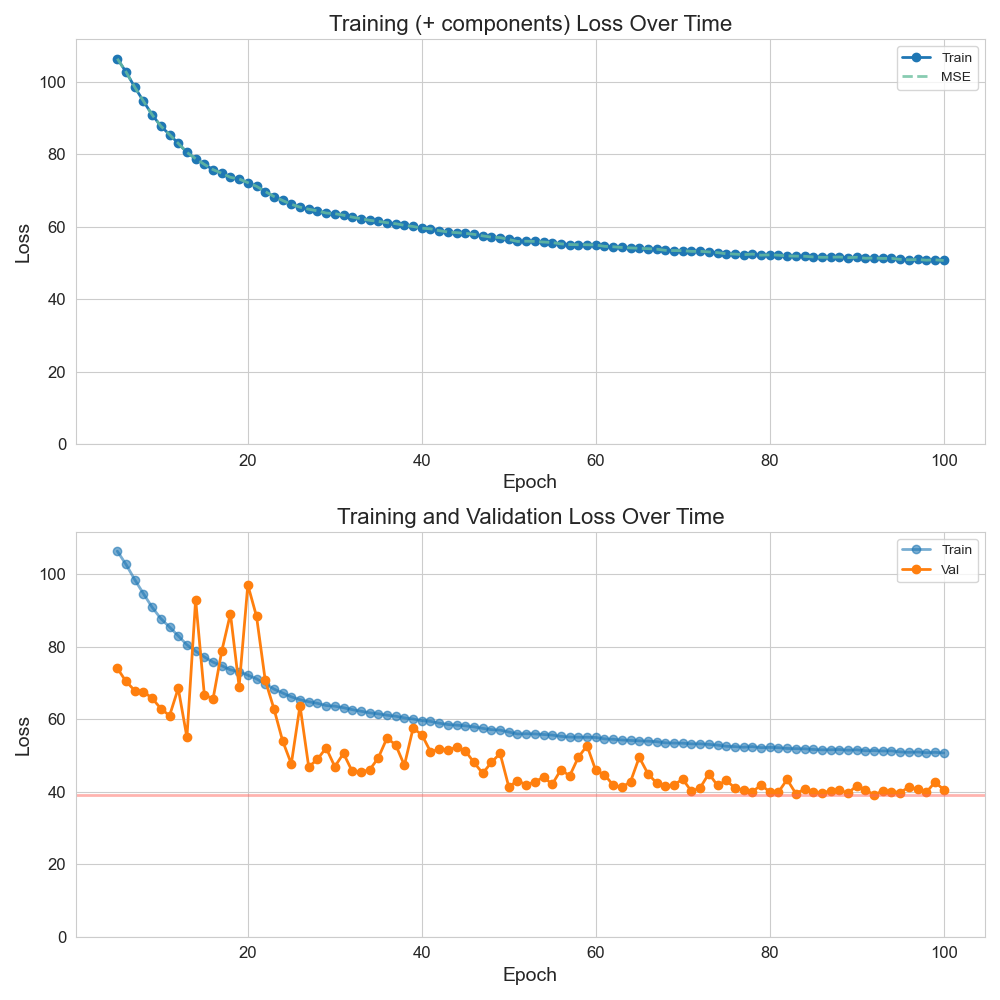 Training (+ components) Loss Over Time
Train
MSE
Loss
100
80
60
40
20
0
20 40 60 80 100
Epoch
Training and Validation Loss Over Time
Train
Val
Loss
100
80
60
40
20
0
20 40 60 80 100
Epoch